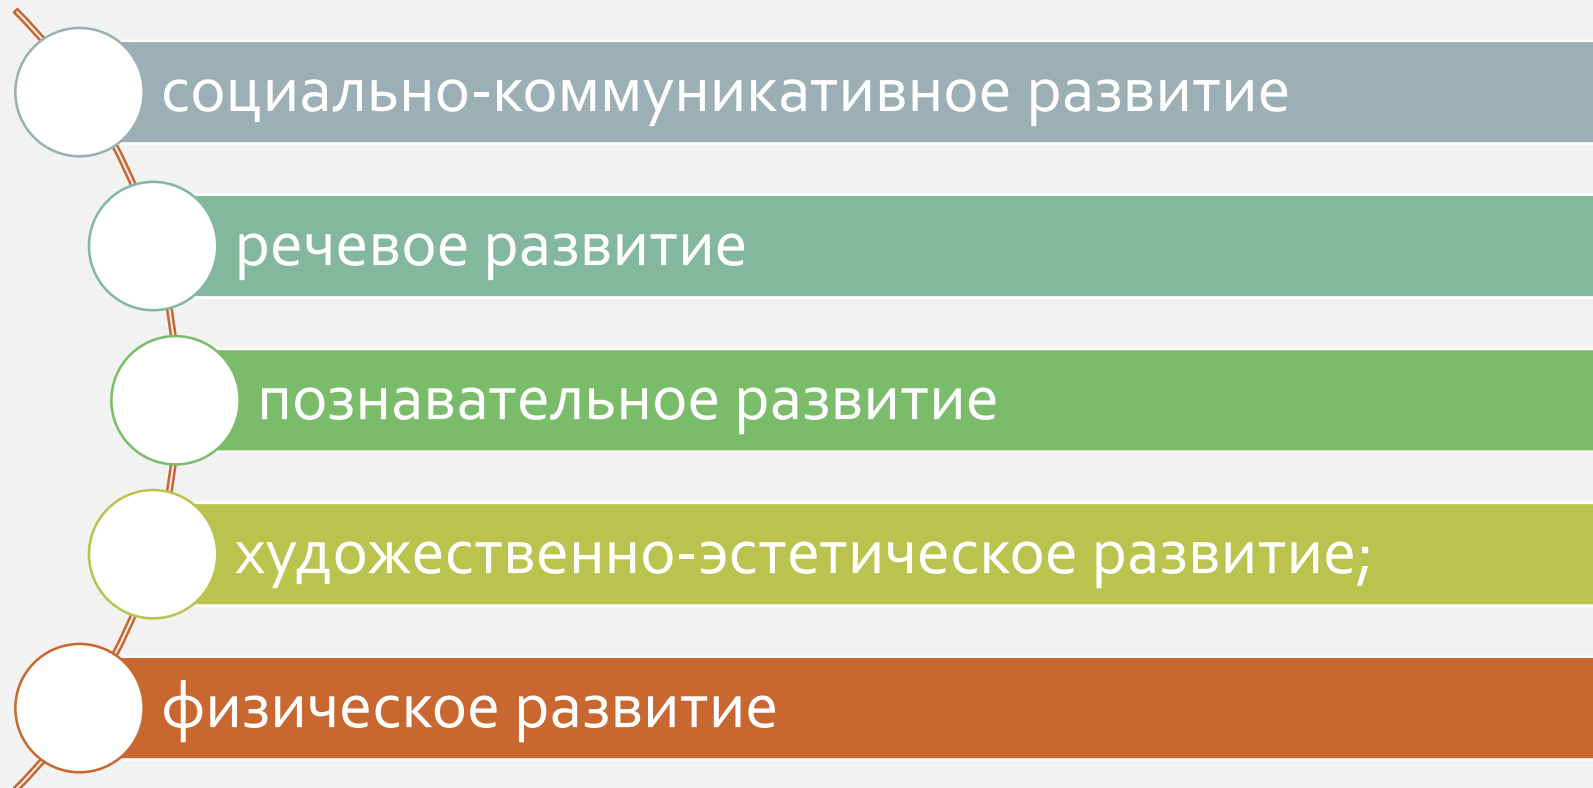 социально-коммуникативное развитие
речевое развитие
познавательное развитие
художественно-эстетическое развитие;
физическое развитие